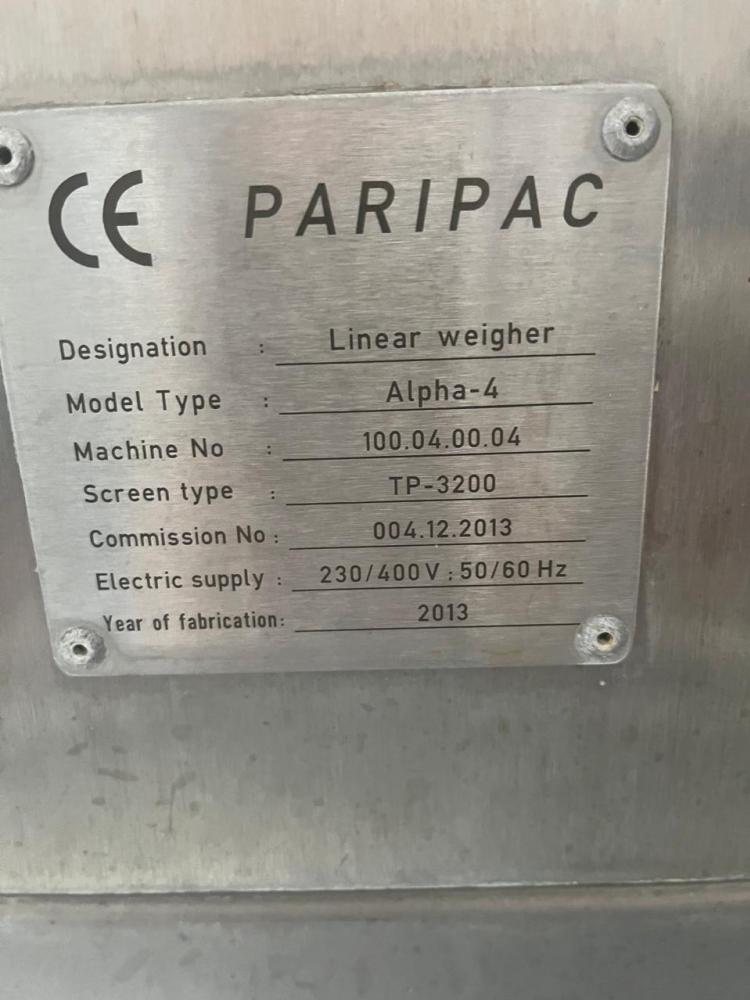 CE PARIPAC
Designation : Linear weigher
Model Type : Alpha-4
Machine No : 100.04.00.04
Screen type : TP-3200
Commission No : 004.12.2013
Electric supply : 230/400 V ; 50/60 Hz
Year of fabrication: 2013